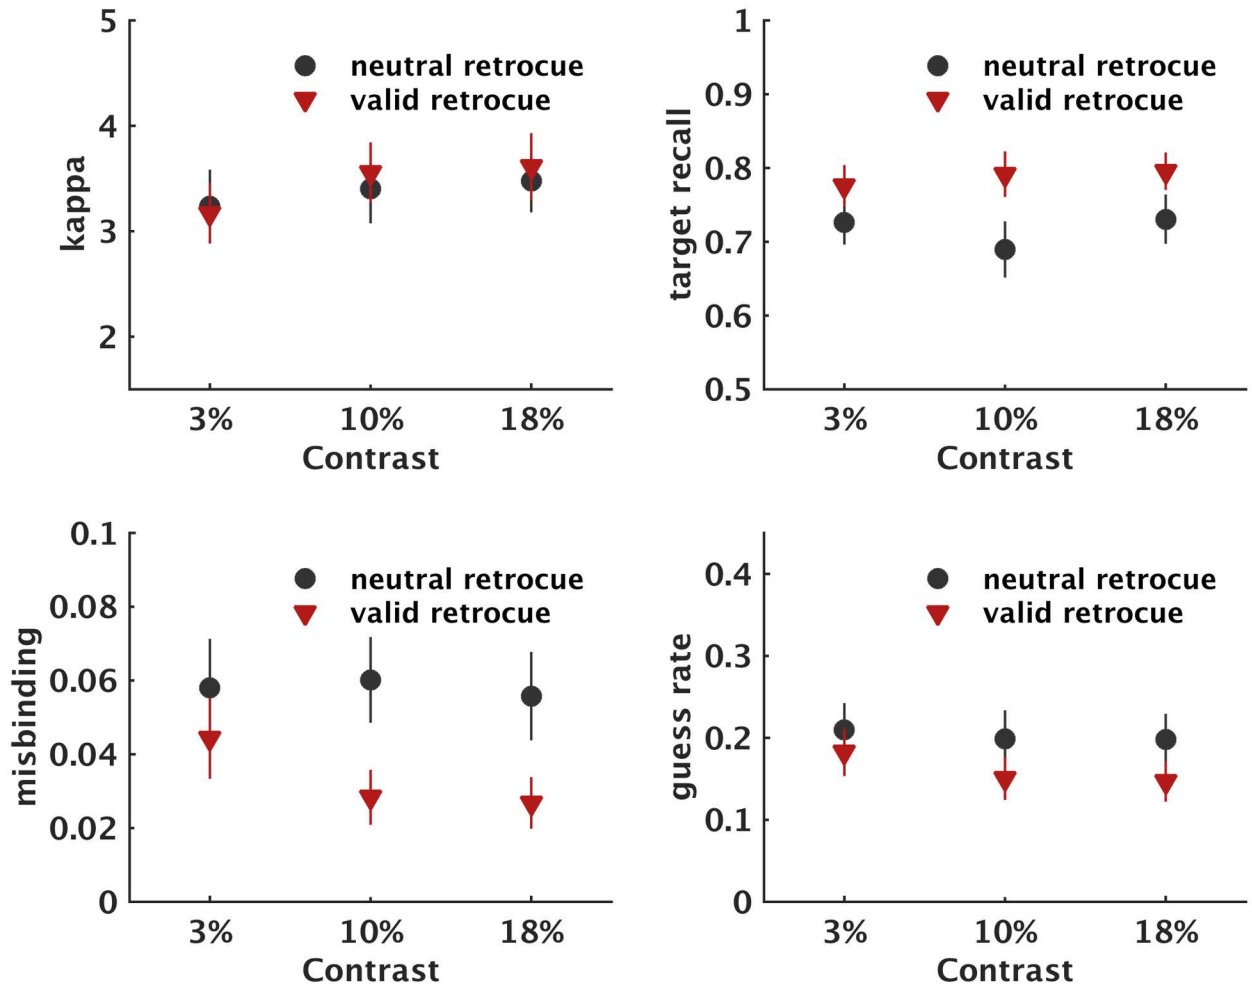 5
4
3
2
kappa
neutral retrocue
valid retrocue
3% 10% 18%
Contrast
1
0.9
0.8
0.7
0.6
0.5
target recall
neutral retrocue
valid retrocue
3% 10% 18%
Contrast
0.1
0.08
0.06
0.04
0.02
0
misbinding
neutral retrocue
valid retrocue
3% 10% 18%
Contrast
0.4
0.3
0.2
0.1
0
guess rate
neutral retrocue
valid retrocue
3% 10% 18%
Contrast